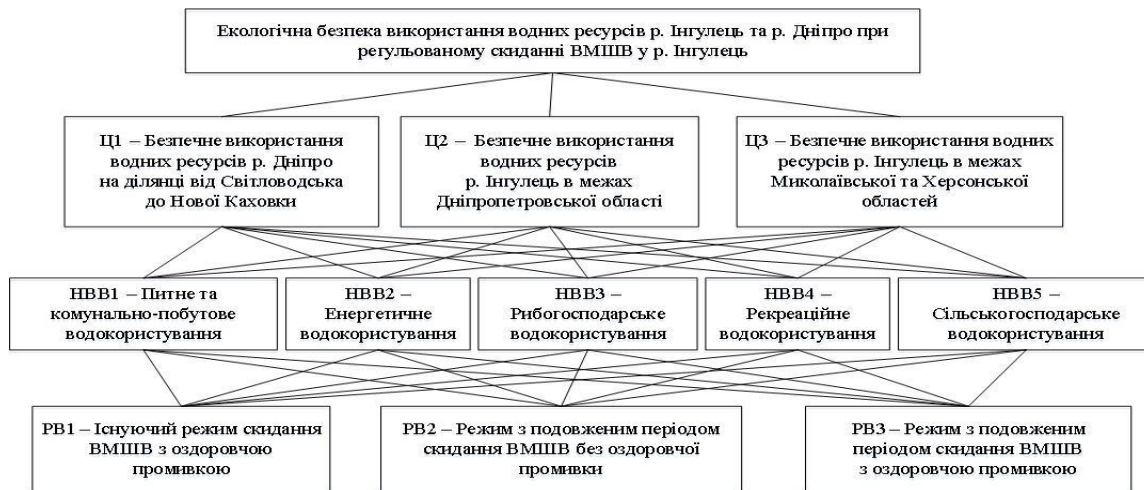 Екологічна безпека використання водних ресурсів р. Інгулець та р. Дніпро при
регульованому скиданні ВМШВ у р. Інгулець
Ц1 – Безпечне використання
водних ресурсів р. Дніпро
на ділянці від Світловодська
до Нової Каховки
Ц2 – Безпечне використання
водних ресурсів
р. Інгулець в межах
Дніпропетровської області
Ц3 – Безпечне використання водних
ресурсів р. Інгулець в межах
Миколаївської та Херсонської
областей
НВВ1 – Питне та
комунально-побутове
водокористування
НВВ2 –
Енергетичне
водокористування
НВВ3 –
Рибогосподарське
водокористування
НВВ4 –
Рекреаційне
водокористування
НВВ5 –
Сільськогосподарське
водокористування
РВ1 – Існуючий режим скидання
ВМШВ з оздоровчою
промивкою
РВ2 – Режим з подовженим періодом
скидання ВМШВ без оздоровчої
промивки
РВ3 – Режим з подовженим
періодом скидання ВМШВ
з оздоровчою промивкою